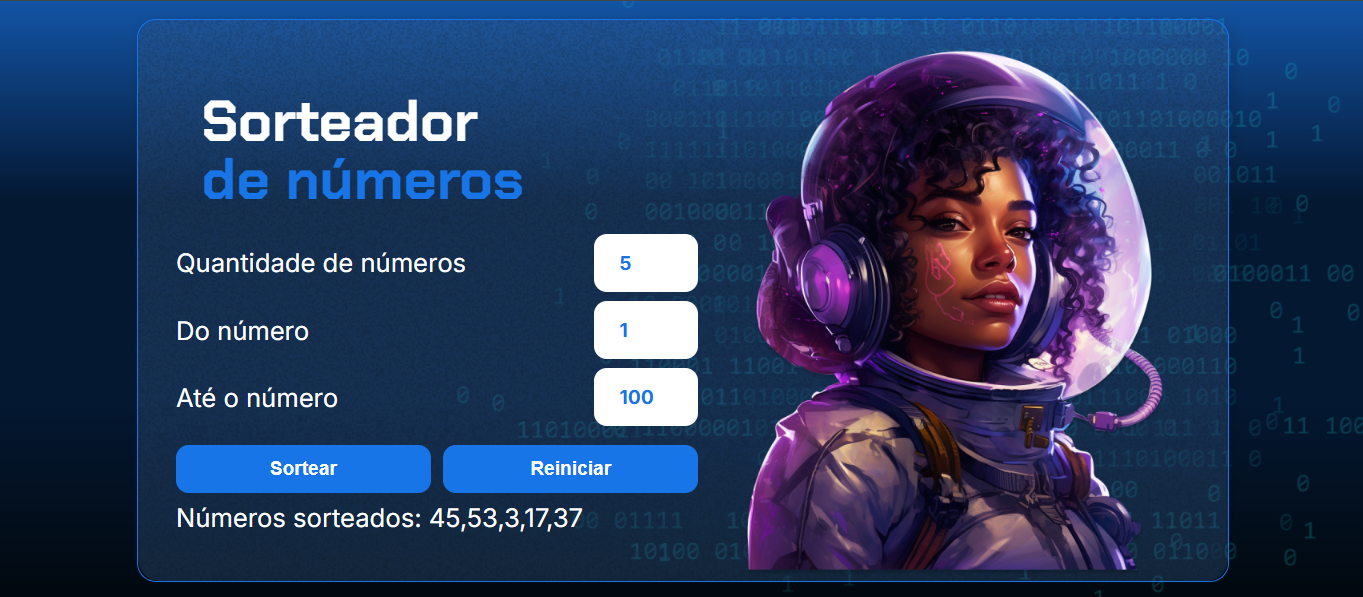 Sorteador
de números
Quantidade de números 5
Do número 1
Até o número 100
Sortear Reiniciar
Números sorteados: 45,53,3,17,37